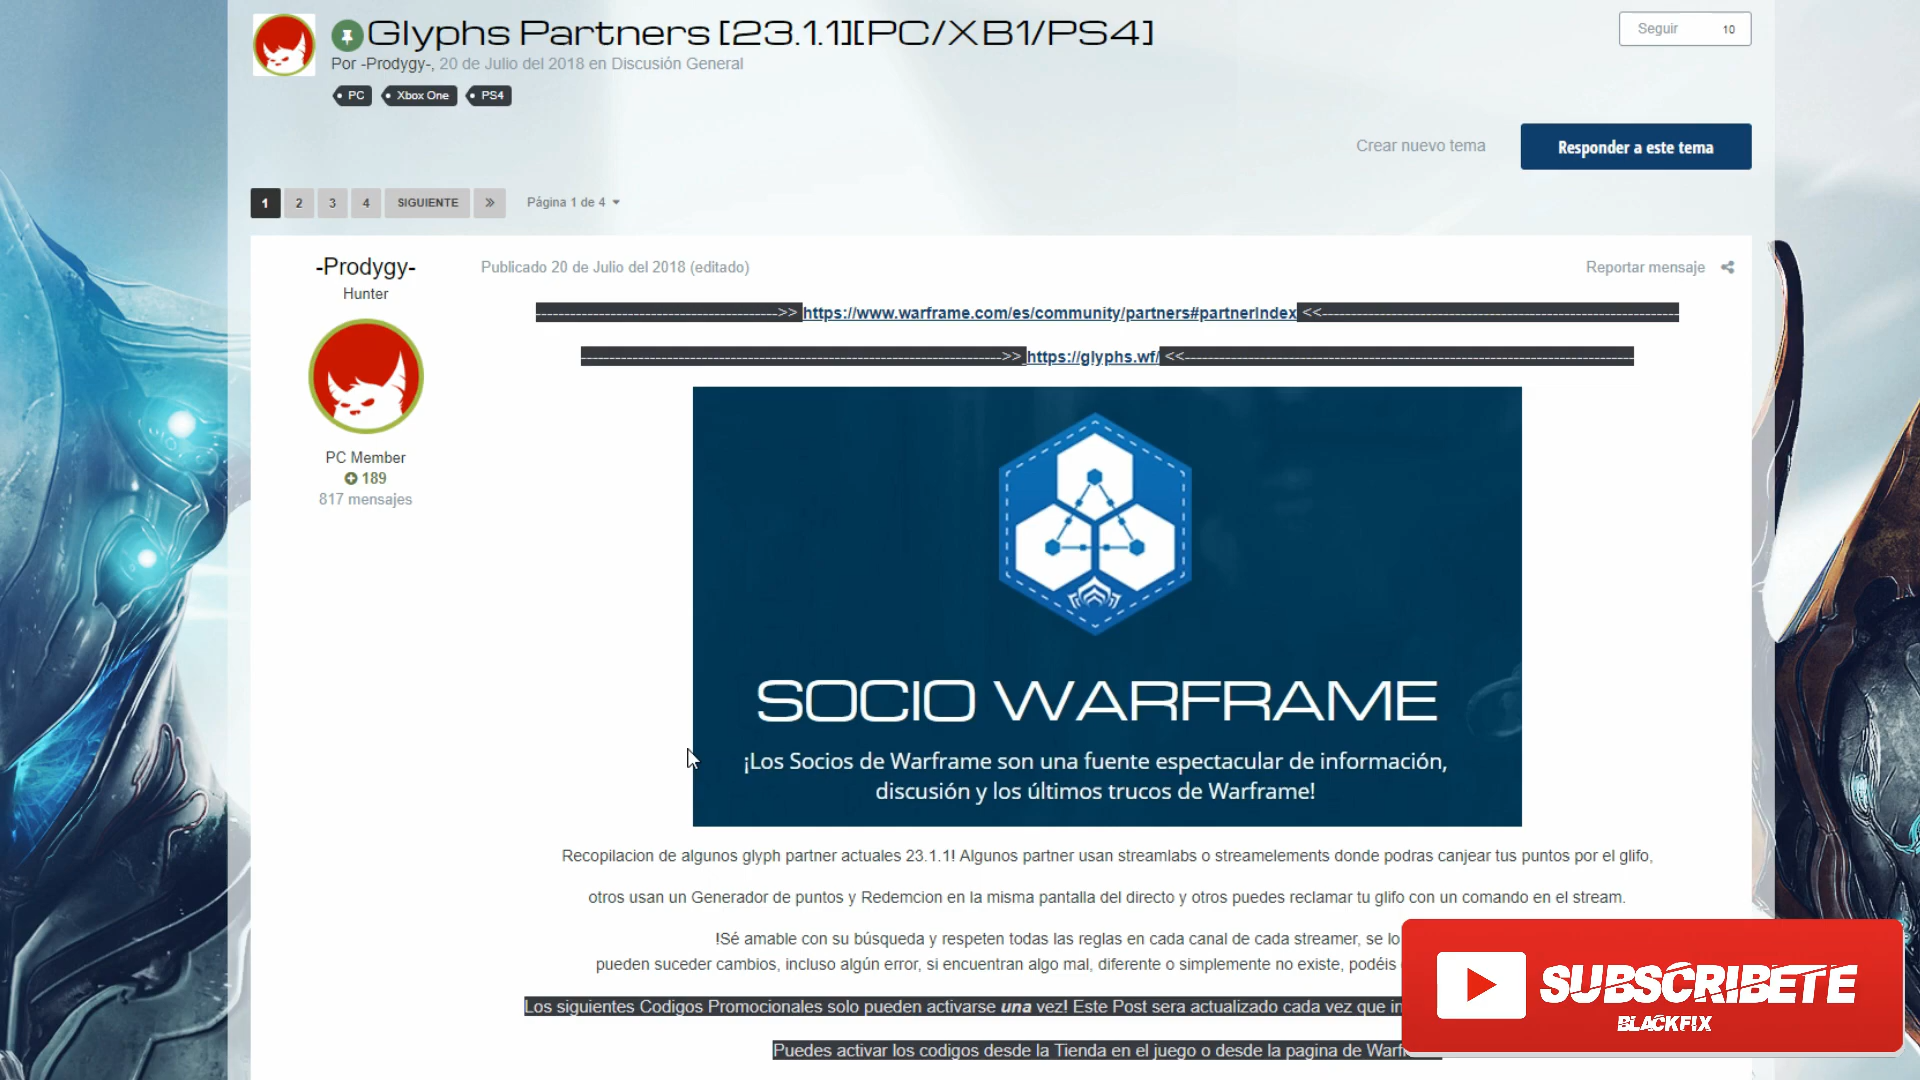 Glyphs Partners [23.1.1][PC/XB1/PS4]
Seguir 10
Por -Prodygy-, 20 de Julio del 2018 en Discusión General
PC Xbox One PS4
Crear nuevo tema Responder a este tema
1 2 3 4 SIGUIENTE » Página 1 de 4
-Prodygy-
Hunter
PC Member
189
817 mensajes
Publicado 20 de Julio del 2018 (editado) Reportar mensaje
>> https://www.warframe.com/es/community/partners#partnerIndex <<
>> https://glyphs.wf/ <<
SOCIO WARFRAME
¡Los Socios de Warframe son una fuente espectacular de información,
discusión y los últimos trucos de Warframe!
Recopilacion de algunos glyph partner actuales 23.1.1! Algunos partner usan streamlabs o streamelements donde podras canjear tus puntos por el glifo,
otros usan un Generador de puntos y Redemcion en la misma pantalla del directo y otros puedes reclamar tu glifo con un comando en el stream.
!Sé amable con su búsqueda y respeten todas las reglas en cada canal de cada streamer, se lo
pueden suceder cambios, incluso algún error, si encuentran algo mal, diferente o simplemente no existe, podéis
Los siguientes Codigos Promocionales solo pueden activarse una vez! Este Post sera actualizado cada vez que
Puedes activar los codigos desde la Tienda en el juego o desde la pagina de
SUBSCRIBETE
BLACKFIX